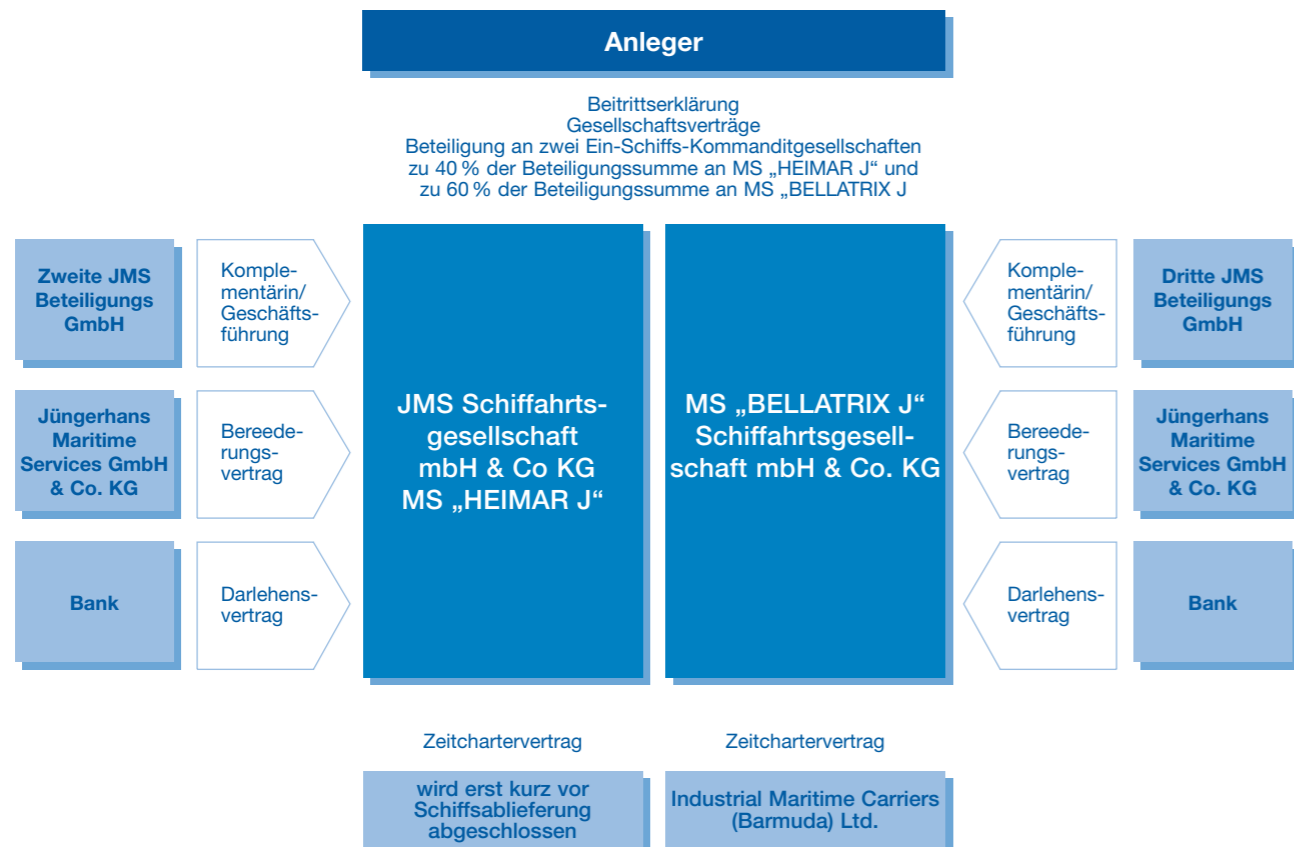 Anleger
Beitrittserklärung
Gesellschaftsverträge
Beteiligung an zwei Ein-Schiffs-Kommanditgesellschaften
zu 40 % der Beteiligungssumme an MS „HEIMAR J“ und
zu 60 % der Beteiligungssumme an MS „BELLATRIX J
Zweite JMS
Beteiligungs
GmbH
Komple-
mentärin/
Geschäfts-
führung
Jüngerhans
Maritime
Services GmbH
& Co. KG
Bereede-
rungs-
vertrag
Bank
Darlehens-
vertrag
JMS Schiffahrts-
gesellschaft
mbH & Co KG
MS „HEIMAR J“
MS „BELLATRIX J“
Schiffahrtsgesell-
schaft mbH & Co. KG
Komple-
mentärin/
Geschäfts-
führung
Dritte JMS
Beteiligungs
GmbH
Bereede-
rungs-
vertrag
Jüngerhans
Maritime
Services GmbH
& Co. KG
Darlehens-
vertrag
Bank
Zeitchartervertrag
wird erst kurz vor
Schiffsablieferung
abgeschlossen
Zeitchartervertrag
Industrial Maritime Carriers
(Barmuda) Ltd.